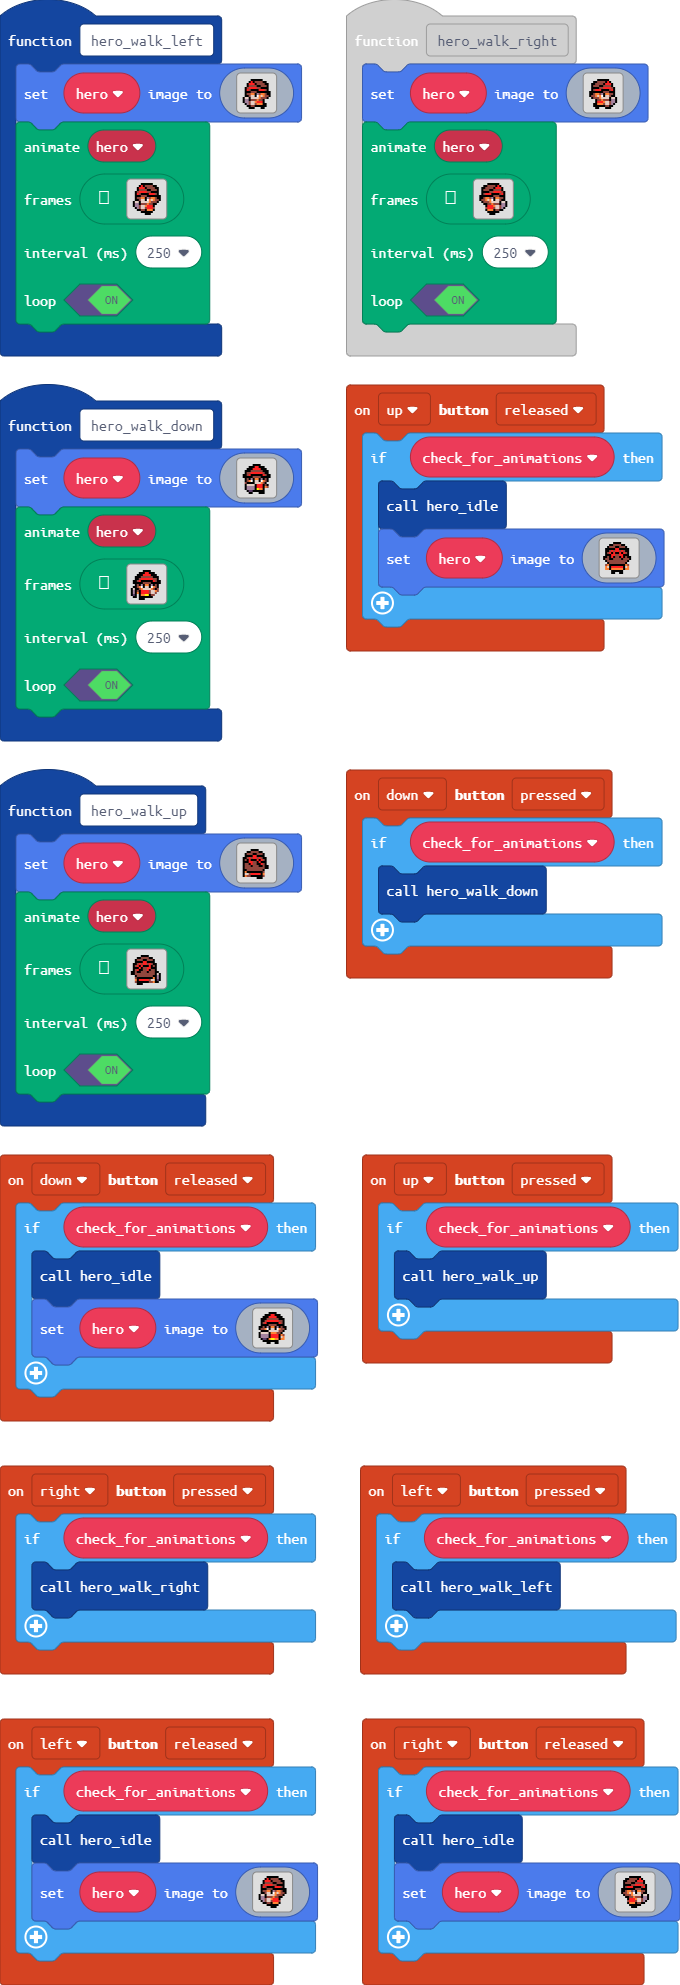 function hero_walk_left
set hero image to
animate hero
frames
interval (ms) 250
loop ON
function hero_walk_right
set hero image to
animate hero
frames
interval (ms) 250
loop ON
function hero_walk_down
set hero image to
animate hero
frames
interval (ms) 250
loop ON
on up button released
if check_for_animations then
call hero_idle
set hero image to
function hero_walk_up
set hero image to
animate hero
frames
interval (ms) 250
loop ON
on down button pressed
if check_for_animations then
call hero_walk_down
on down button released
if check_for_animations then
call hero_idle
set hero image to
on up button pressed
if check_for_animations then
call hero_walk_up
on right button pressed
if check_for_animations then
call hero_walk_right
on left button pressed
if check_for_animations then
call hero_walk_left
on left button released
if check_for_animations then
call hero_idle
set hero image to
on right button released
if check_for_animations then
call hero_idle
set hero image to